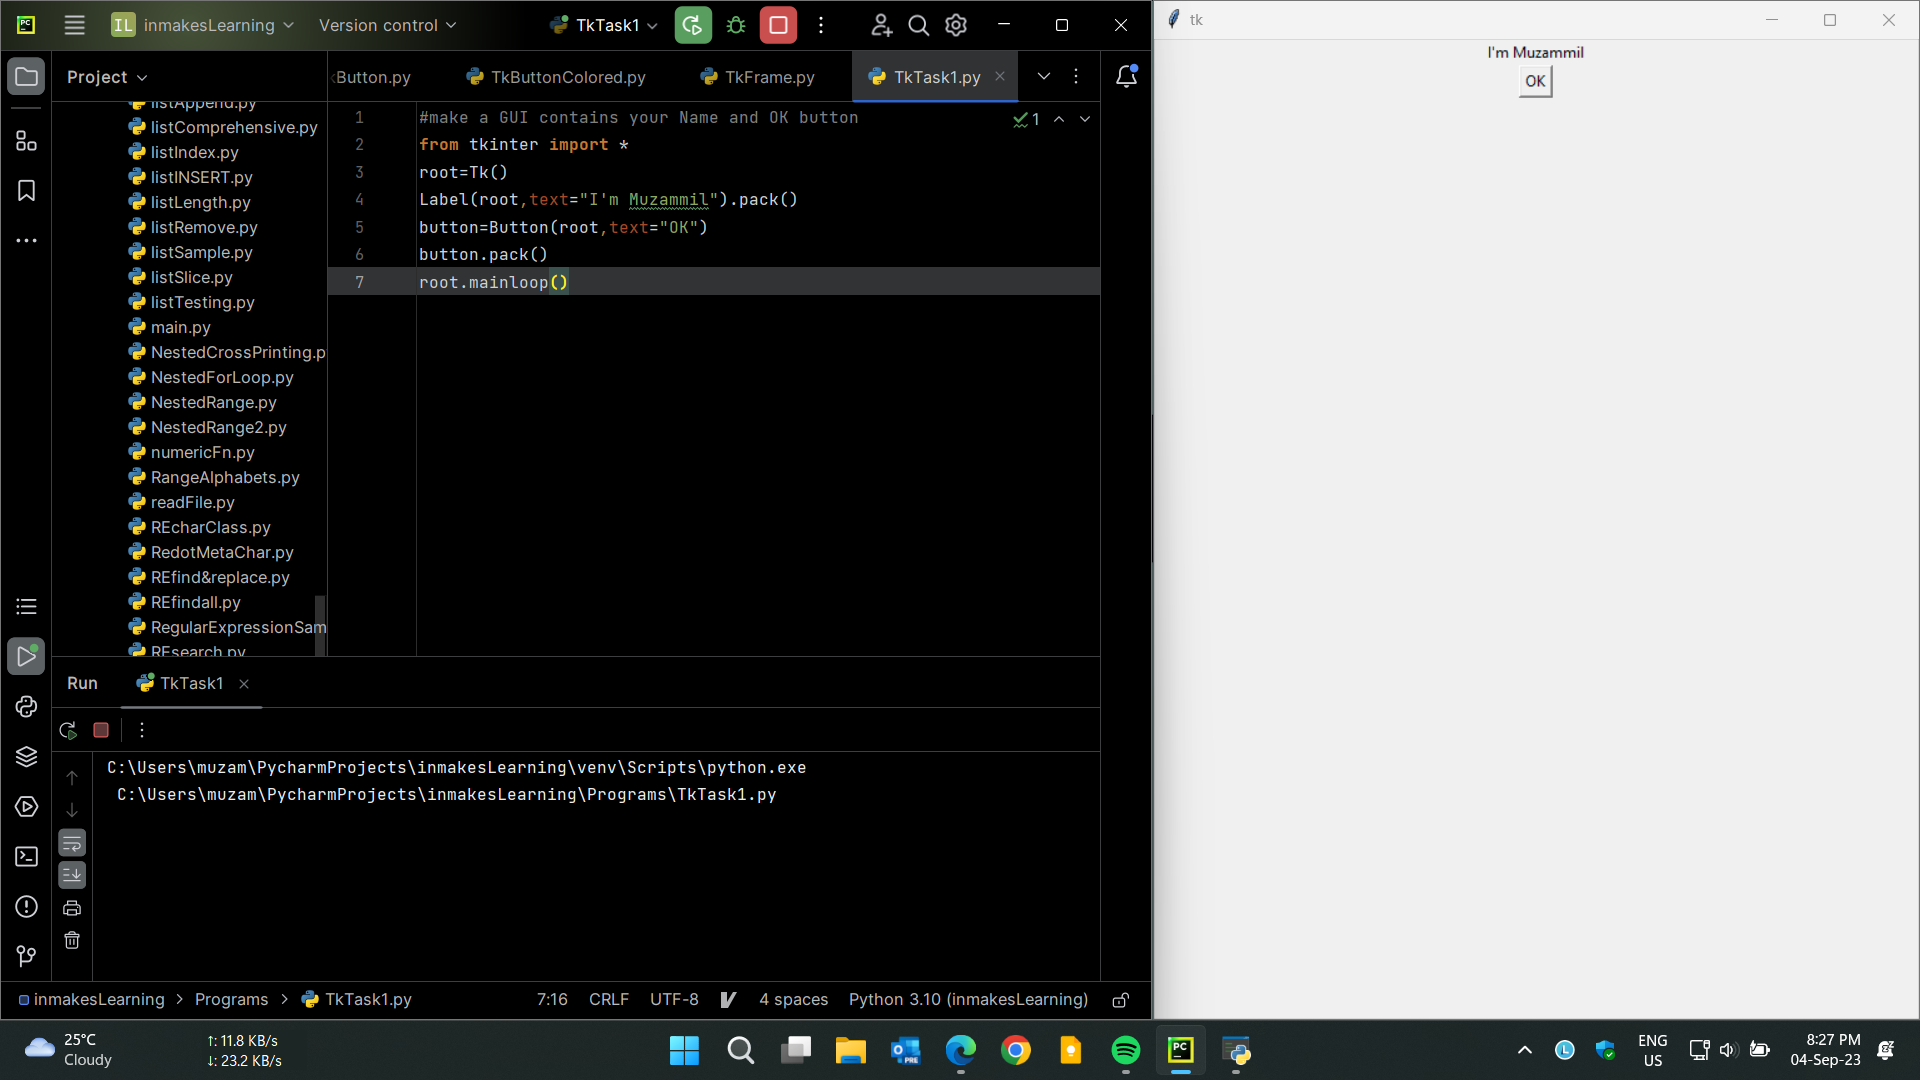 PC
IL inmakesLearning
Version control
TkTask1
tk
Project
Button.py
TkButtonColored.py
TkFrame.py
TkTask1.py
listAppend.py
listComprehensive.py
listIndex.py
listINSERT.py
listLength.py
listRemove.py
listSample.py
listSlice.py
listTesting.py
main.py
NestedCrossPrinting.p
NestedForLoop.py
NestedRange.py
NestedRange2.py
numericFn.py
RangeAlphabets.py
readFile.py
REcharClass.py
RedotMetaChar.py
REfind&replace.py
REfindall.py
RegularExpressionSam
REsearch.py
1 #make a GUI contains your Name and OK button
2 from tkinter import *
3 root=Tk()
4 Label(root,text="I'm Muzammil").pack()
5 button=Button(root,text="OK")
6 button.pack()
7 root.mainloop()
1
I'm Muzammil
OK
Run
TkTask1
C:\Users\muzam\PycharmProjects\inmakesLearning\venv\Scripts\python.exe
C:\Users\muzam\PycharmProjects\inmakesLearning\Programs\TkTask1.py
inmakesLearning > Programs > TkTask1.py
7:16 CRLF UTF-8 4 spaces Python 3.10 (inmakesLearning)
25°C
Cloudy
↑: 11.8 KB/s
↓: 23.2 KB/s
PRE
PC
L
ENG
US
8:27 PM
04-Sep-23